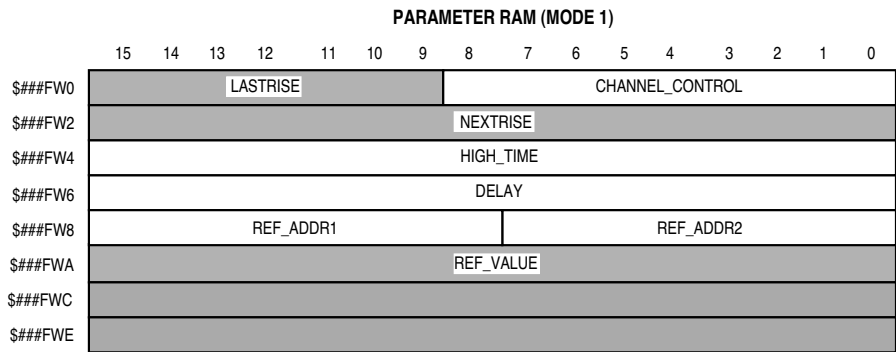 PARAMETER RAM (MODE 1)
15 14 13 12 11 10 9 8 7 6 5 4 3 2 1 0
$###FW0 LASTRISE CHANNEL_CONTROL
$###FW2 NEXTRISE
$###FW4 HIGH_TIME
$###FW6 DELAY
$###FW8 REF_ADDR1 REF_ADDR2
$###FWA REF_VALUE
$###FWC
$###FWE